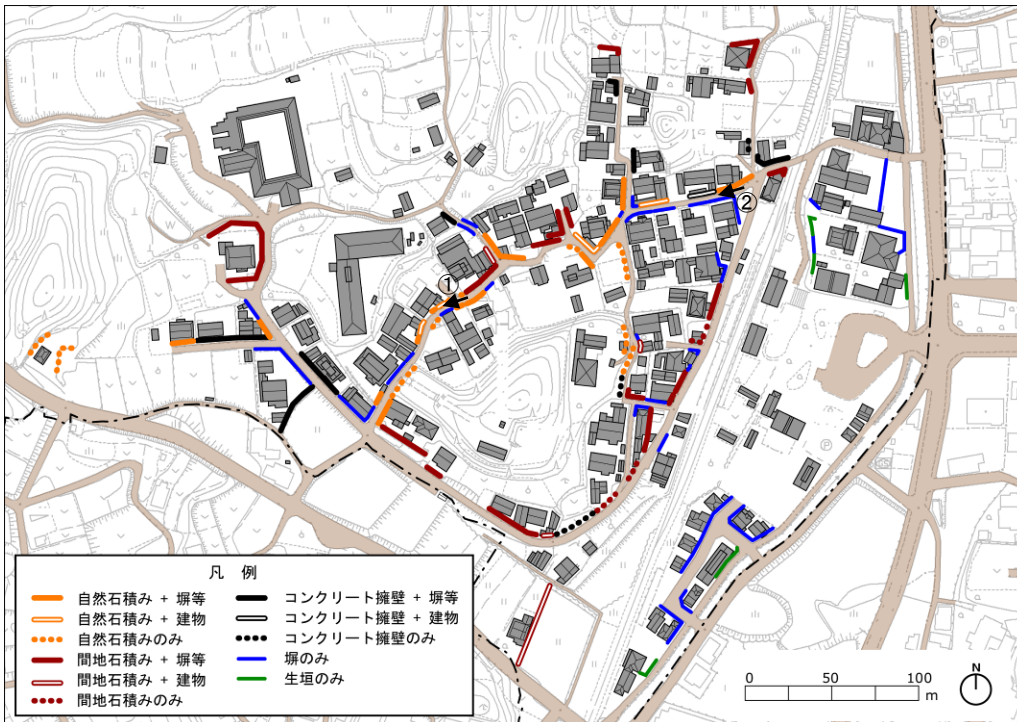 ②
①
凡 例
自然石積み + 塀等
自然石積み + 建物
自然石積みのみ
間地石積み + 塀等
間地石積み + 建物
間地石積みのみ
コンクリート擁壁 + 塀等
コンクリート擁壁 + 建物
コンクリート擁壁のみ
塀のみ
生垣のみ
0 50 100
m
N